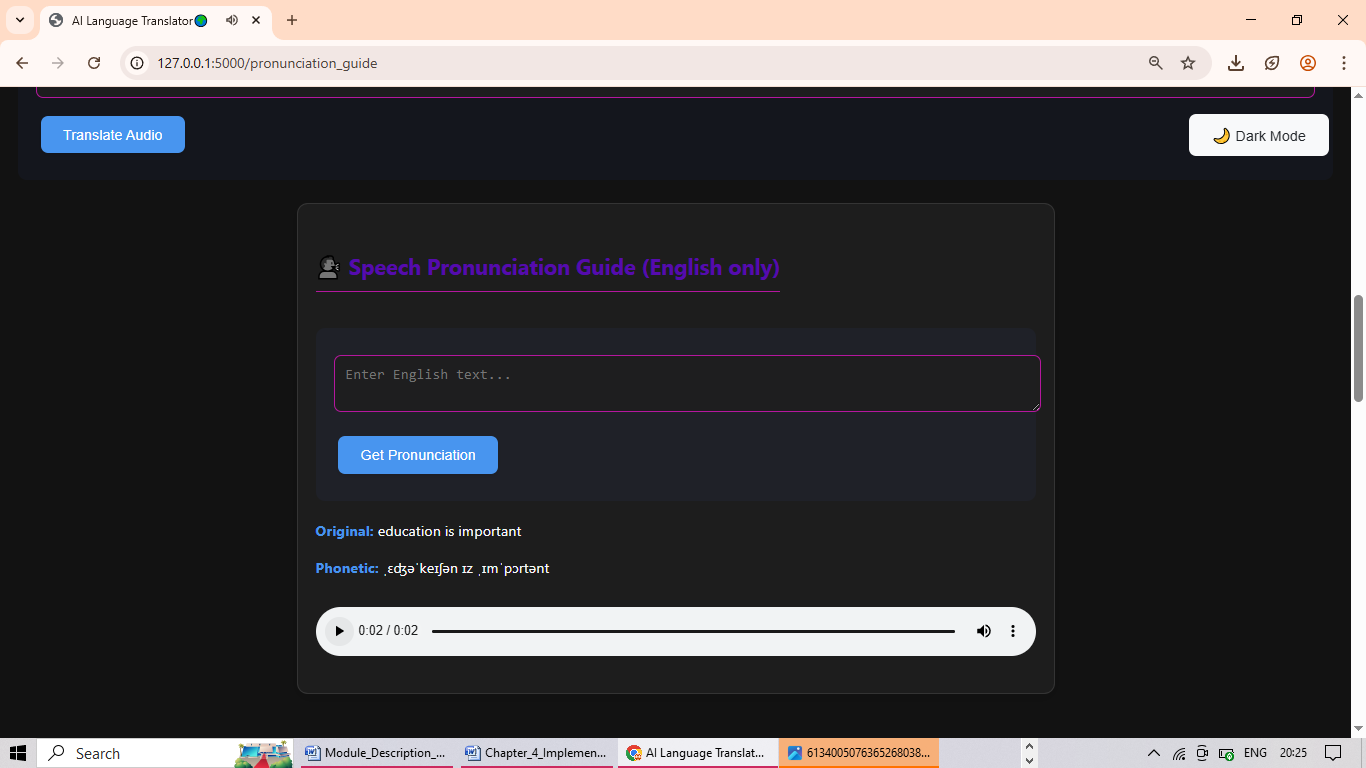 AI Language Translator
127.0.0.1:5000/pronunciation_guide
Translate Audio
🌙 Dark Mode
🗣 Speech Pronunciation Guide (English only)
Enter English text...
Get Pronunciation
Original: education is important
Phonetic: ˌɛʤəˈkeɪʃən ɪz ˌɪmˈpɔrtənt
0:02 / 0:02
Search
Module_Description_...
Chapter_4_Implemen...
AI Language Translat...
6134005076365268038...
ENG
20:25